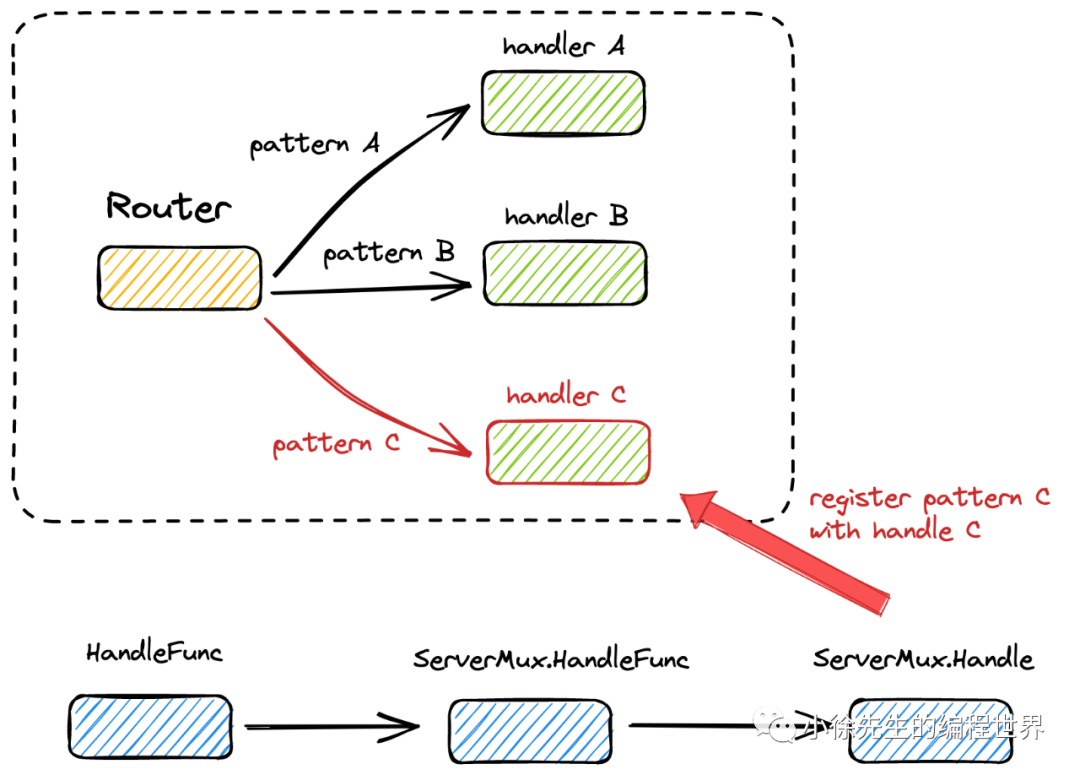 handler A
pattern A
Router
handler B
pattern B
handler C
pattern C
register pattern C
with handle C
HandleFunc
ServerMux.HandleFunc
ServerMux.Handle
小徐先生的编程世界